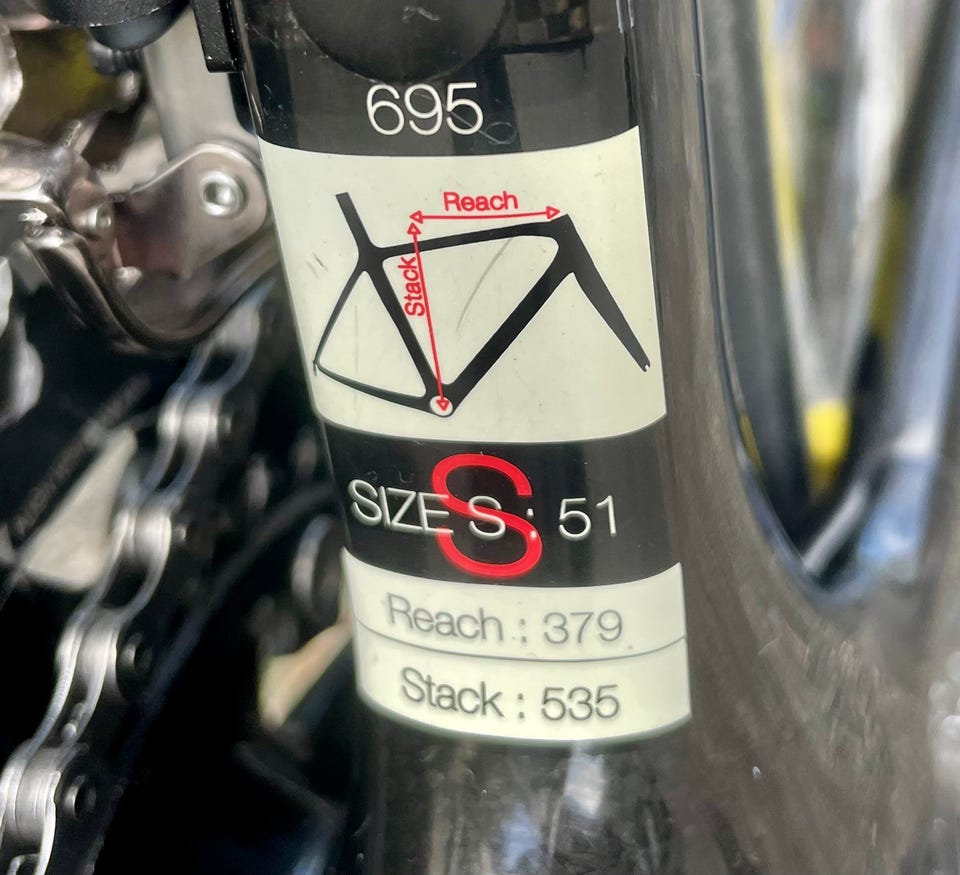 695
Reach
Stack
SIZE S : 51
S
Reach : 379
Stack : 535